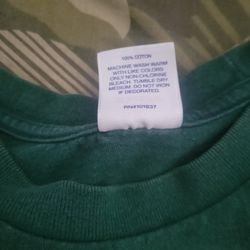 100% COTTON
MACHINE WASH WARM
WITH LIKE COLORS
ONLY NON-CHLORINE
BLEACH. TUMBLE DRY
MEDIUM. DO NOT IRON
IF DECORATED.